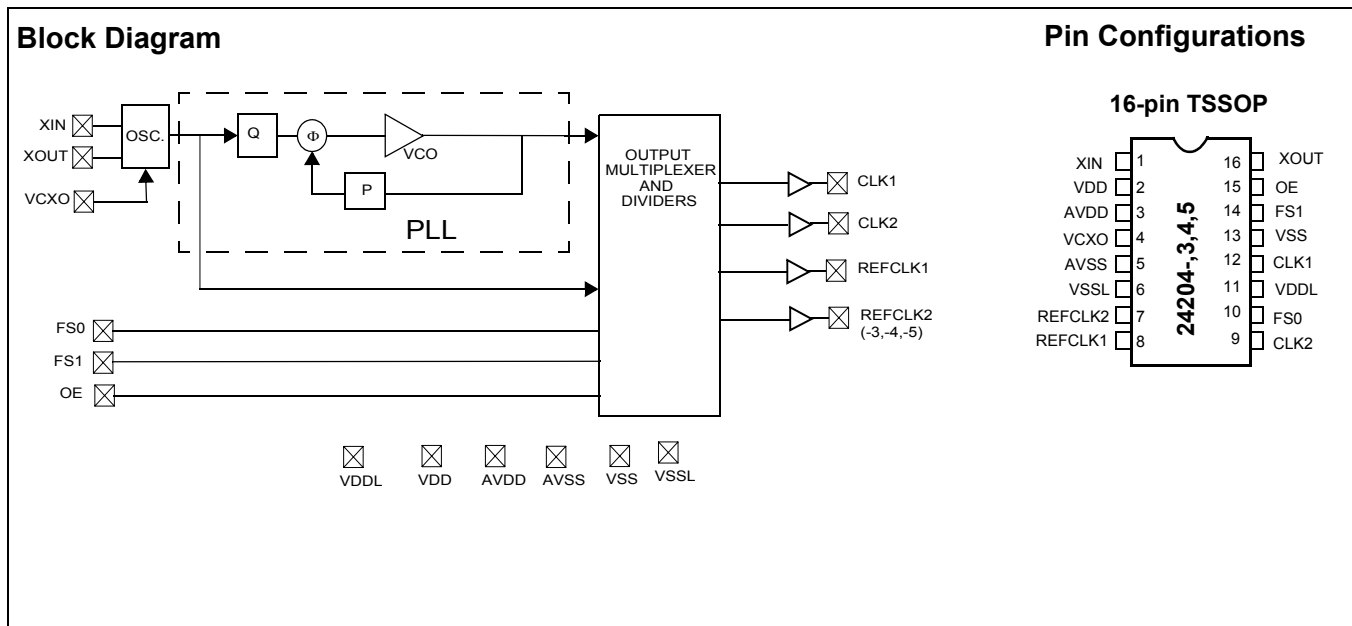 Block Diagram
Pin Configurations
XIN
XOUT
VCXO
OSC.
Q
Φ
VCO
P
PLL
OUTPUT
MULTIPLEXER
AND
DIVIDERS
CLK1
CLK2
REFCLK1
REFCLK2
(-3,-4,-5)
FS0
FS1
OE
VDDL
VDD
AVDD
AVSS
VSS
VSSL
16-pin TSSOP
XIN 1 16 XOUT
VDD 2 15 OE
AVDD 3 14 FS1
VCXO 4 13 VSS
AVSS 5 12 CLK1
VSSL 6 11 VDDL
REFCLK2 7 10 FS0
REFCLK1 8 9 CLK2
24204-,3,4,5